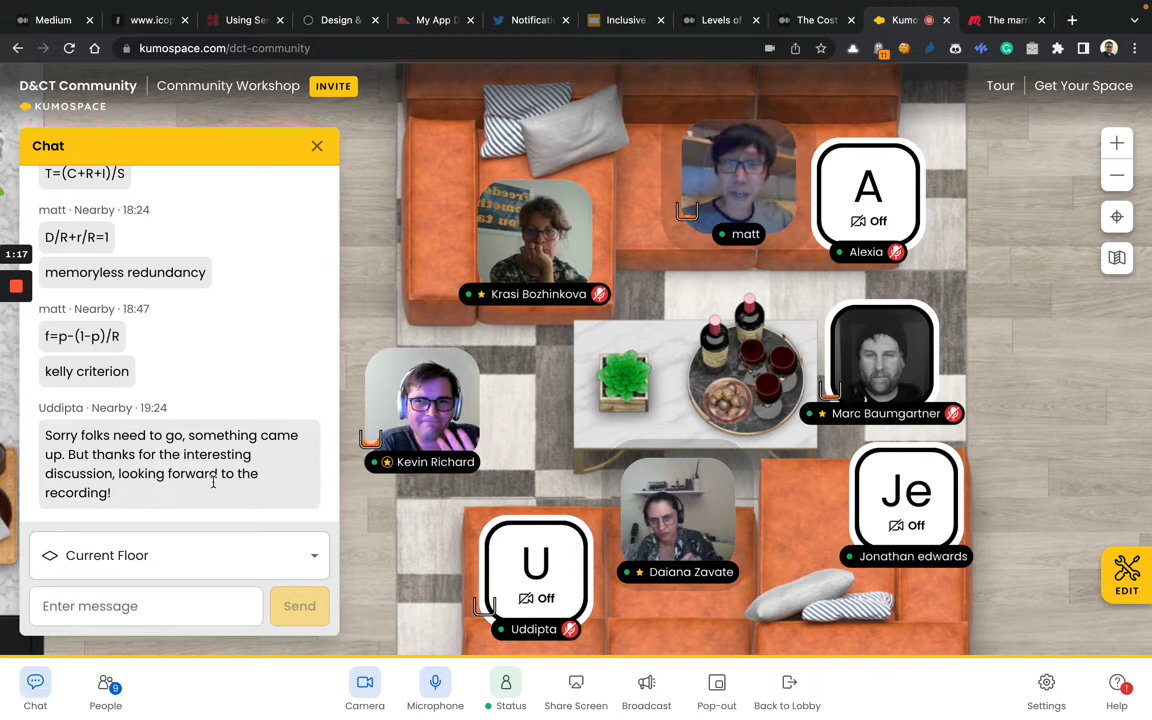 Medium
www.icop
Using Ser
Design &
My App D
Notificati
Inclusive
Levels of
The Cost
Kumo
The marri
kumospace.com/dct-community
11
D&CT Community
Community Workshop
INVITE
KUMOSPACE
Tour
Get Your Space
Chat
T=(C+R+I)/S
matt · Nearby · 18:24
D/R+r/R=1
memoryless redundancy
matt · Nearby · 18:47
f=p-(1-p)/R
kelly criterion
Uddipta · Nearby · 19:24
Sorry folks need to go, something came
up. But thanks for the interesting
discussion, looking forward to the
recording!
Current Floor
Enter message
Send
1:17
matt
A
Off
Alexia
Krasi Bozhinkova
Marc Baumgartner
Kevin Richard
Je
Off
Jonathan edwards
Daiana Zavate
U
Off
Uddipta
EDIT
Chat
9
People
Camera
Microphone
Status
Share Screen
Broadcast
Pop-out
Back to Lobby
Settings
!
Help